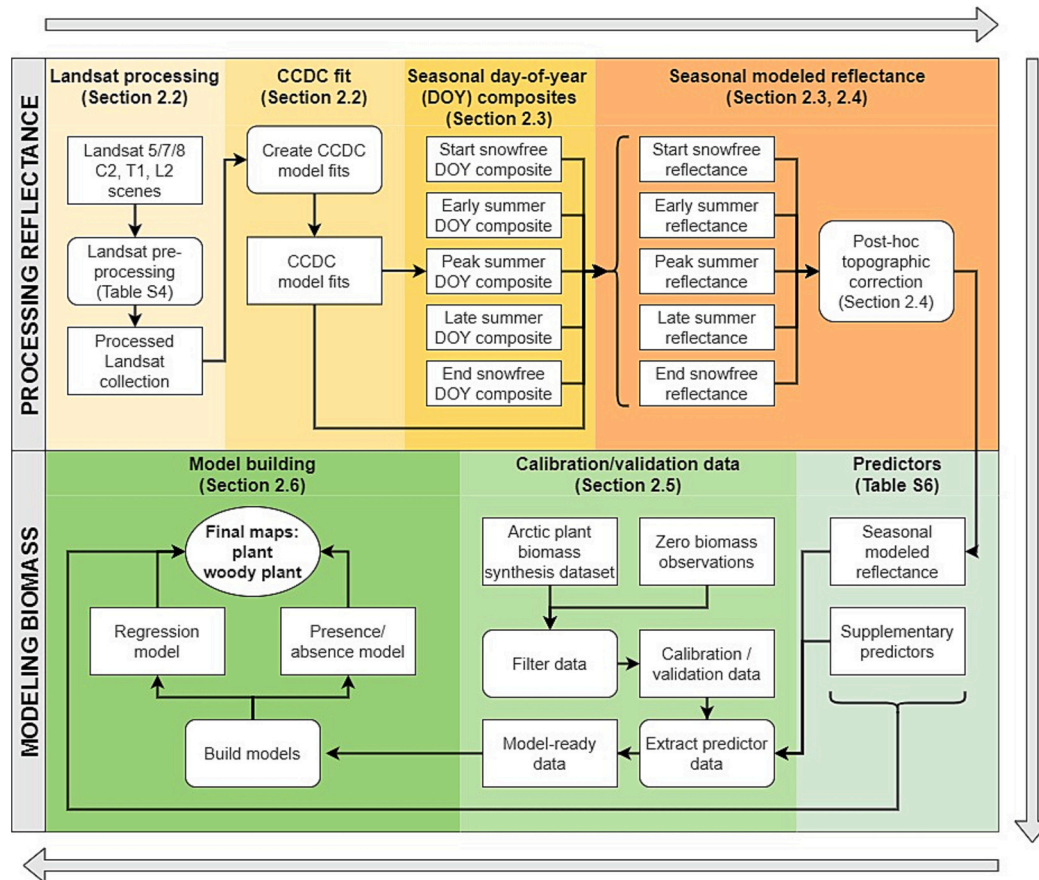 PROCESSING REFLECTANCE
Landsat processing
(Section 2.2)
Landsat 5/7/8
C2, T1, L2
scenes
Landsat pre-
processing
(Table S4)
Processed
Landsat
collection
CCDC fit
(Section 2.2)
Create CCDC
model fits
CCDC
model fits
Seasonal day-of-year
(DOY) composites
(Section 2.3)
Start snowfree
DOY composite
Early summer
DOY composite
Peak summer
DOY composite
Late summer
DOY composite
End snowfree
DOY composite
Seasonal modeled reflectance
(Section 2.3, 2.4)
Start snowfree
reflectance
Early summer
reflectance
Peak summer
reflectance
Late summer
reflectance
End snowfree
reflectance
Post-hoc
topographic
correction
(Section 2.4)
MODELING BIOMASS
Model building
(Section 2.6)
Final maps:
plant
woody plant
Regression
model
Presence/
absence model
Build models
Calibration/validation data
(Section 2.5)
Arctic plant
biomass
synthesis dataset
Zero biomass
observations
Filter data
Calibration /
validation data
Model-ready
data
Extract predictor
data
Predictors
(Table S6)
Seasonal
modeled
reflectance
Supplementary
predictors